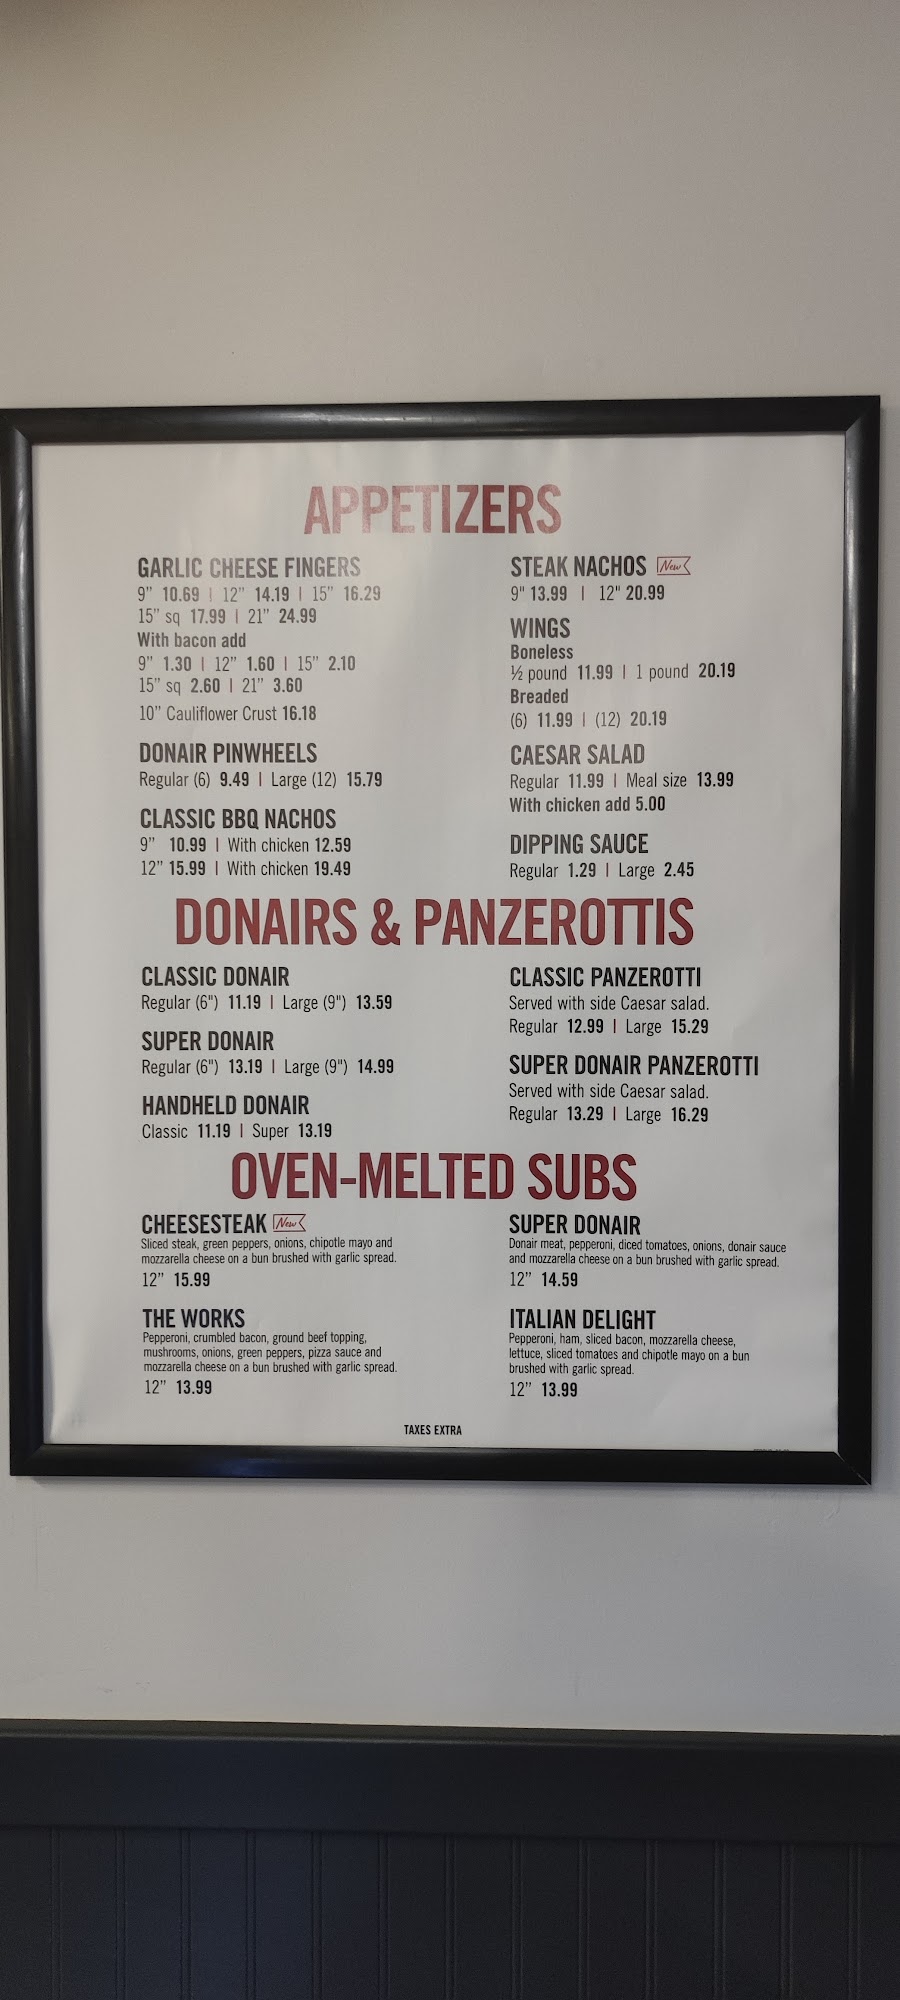 APPETIZERS
GARLIC CHEESE FINGERS
9” 10.69 | 12” 14.19 | 15” 16.29
15” sq 17.99 | 21” 24.99
With bacon add
9” 1.30 | 12” 1.60 | 15” 2.10
15” sq 2.60 | 21” 3.60
10” Cauliflower Crust 16.18
DONAIR PINWHEELS
Regular (6) 9.49 | Large (12) 15.79
CLASSIC BBQ NACHOS
9” 10.99 | With chicken 12.59
12” 15.99 | With chicken 19.49
STEAK NACHOS New
9" 13.99 | 12" 20.99
WINGS
Boneless
½ pound 11.99 | 1 pound 20.19
Breaded
(6) 11.99 | (12) 20.19
CAESAR SALAD
Regular 11.99 | Meal size 13.99
With chicken add 5.00
DIPPING SAUCE
Regular 1.29 | Large 2.45
DONAIRS & PANZEROTTIS
CLASSIC DONAIR
Regular (6") 11.19 | Large (9") 13.59
SUPER DONAIR
Regular (6") 13.19 | Large (9") 14.99
HANDHELD DONAIR
Classic 11.19 | Super 13.19
CLASSIC PANZEROTTI
Served with side Caesar salad.
Regular 12.99 | Large 15.29
SUPER DONAIR PANZEROTTI
Served with side Caesar salad.
Regular 13.29 | Large 16.29
OVEN-MELTED SUBS
CHEESESTEAK New
Sliced steak, green peppers, onions, chipotle mayo and
mozzarella cheese on a bun brushed with garlic spread.
12” 15.99
THE WORKS
Pepperoni, crumbled bacon, ground beef topping,
mushrooms, onions, green peppers, pizza sauce and
mozzarella cheese on a bun brushed with garlic spread.
12” 13.99
SUPER DONAIR
Donair meat, pepperoni, diced tomatoes, onions, donair sauce
and mozzarella cheese on a bun brushed with garlic spread.
12” 14.59
ITALIAN DELIGHT
Pepperoni, ham, sliced bacon, mozzarella cheese,
lettuce, sliced tomatoes and chipotle mayo on a bun
brushed with garlic spread.
12” 13.99
TAXES EXTRA